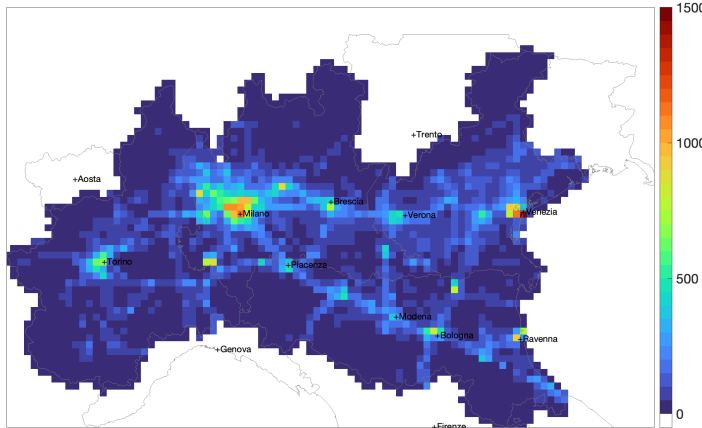 1500
+Trento
1000
+Aosta
+Brescia
+Milano
+Verona
+Venezia
+Torino
+Piacenza
500
+Modena
+Bologna
+Ravenna
+Genova
0
+Firenze